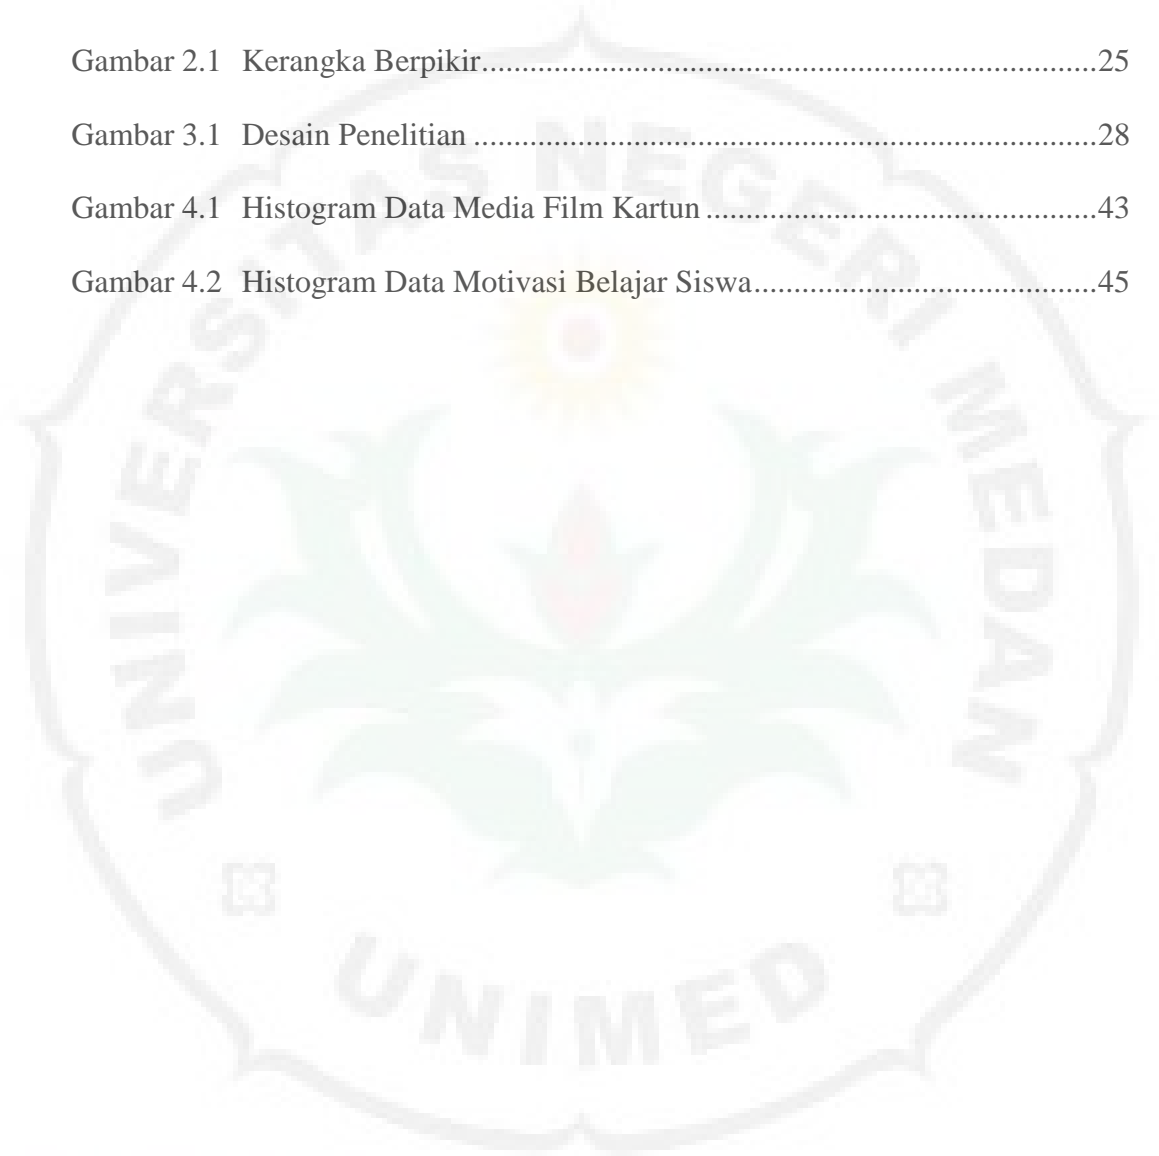 Gambar 2.1 Kerangka Berpikir.............................................................................25
Gambar 3.1 Desain Penelitian ..............................................................................28
Gambar 4.1 Histogram Data Media Film Kartun .................................................43
Gambar 4.2 Histogram Data Motivasi Belajar Siswa...........................................45
UNIVERSITAS NEGERI MEDAN
UNIMED